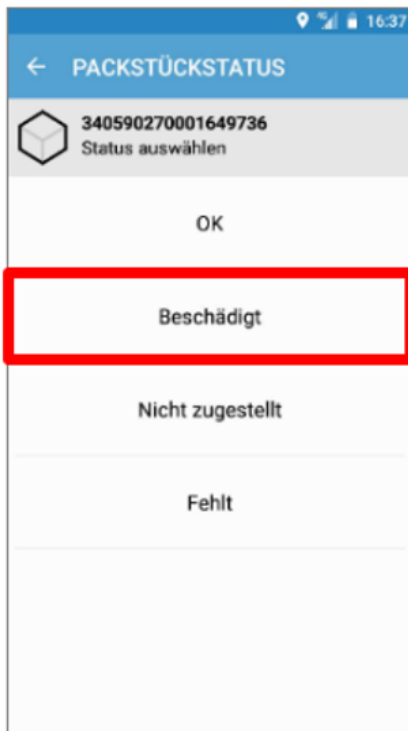 16:37
← PACKSTÜCKSTATUS
340590270001649736
Status auswählen
OK
Beschädigt
Nicht zugestellt
Fehlt